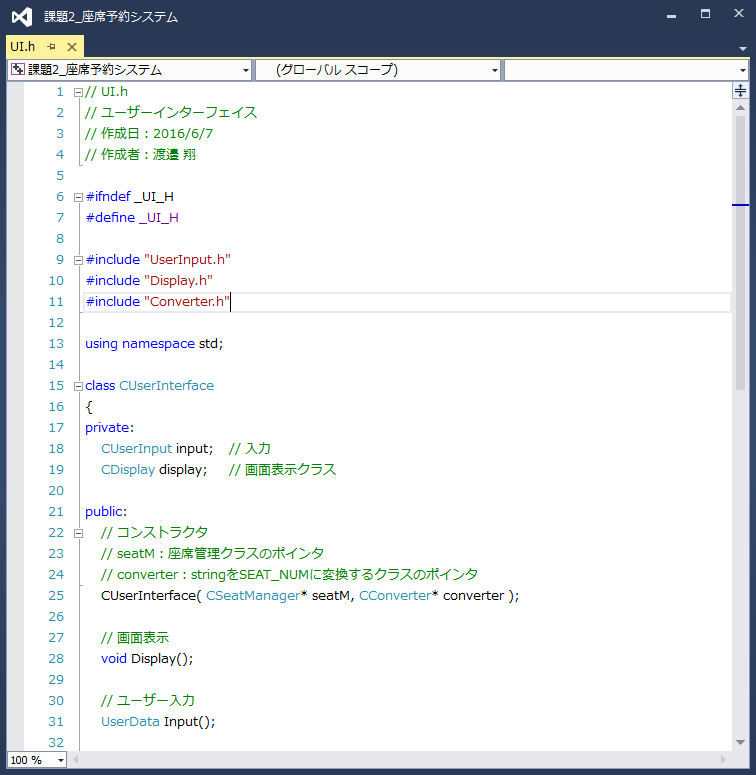 課題2_座席予約システム
UI.h
課題2_座席予約システム
(グローバル スコープ)
1 // UI.h
2 // ユーザーインターフェイス
3 // 作成日：2016/6/7
4 // 作成者：渡邉 翔
5
6 #ifndef _UI_H
7 #define _UI_H
8
9 #include "UserInput.h"
10 #include "Display.h"
11 #include "Converter.h"
12
13 using namespace std;
14
15 class CUserInterface
16 {
17 private:
18 CUserInput input; // 入力
19 CDisplay display; // 画面表示クラス
20
21 public:
22 // コンストラクタ
23 // seatM：座席管理クラスのポインタ
24 // converter：stringをSEAT_NUMに変換するクラスのポインタ
25 CUserInterface( CSeatManager* seatM, CConverter* converter );
26
27 // 画面表示
28 void Display();
29
30 // ユーザー入力
31 UserData Input();
32
100 %